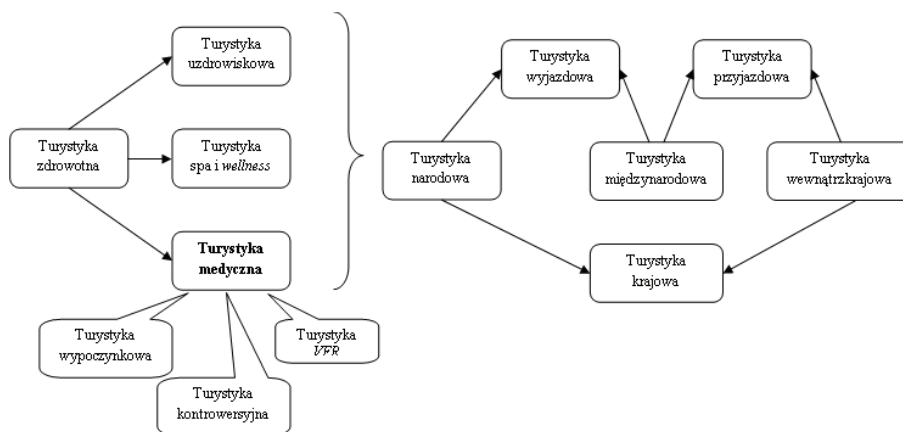 Turystyka
uzdrowiskowa
Turystyka
zdrowotna
Turystyka
spa i wellness
Turystyka
medyczna
Turystyka
wypoczynkowa
Turystyka
kontrowersyjna
Turystyka
VFR
Turystyka
wyjazdowa
Turystyka
przyjazdowa
Turystyka
narodowa
Turystyka
międzynarodowa
Turystyka
wewnątrzkrajowa
Turystyka
krajowa